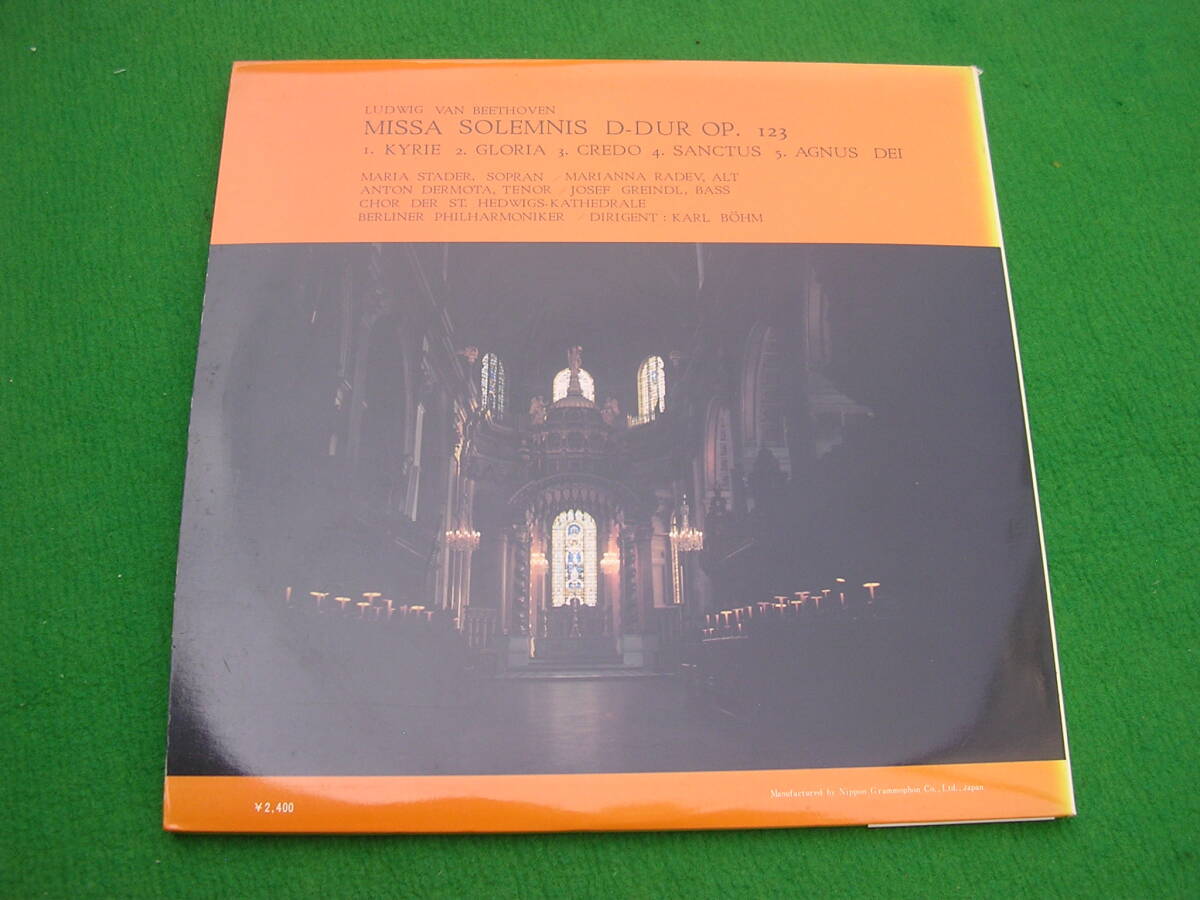 LUDWIG VAN BEETHOVEN
MISSA SOLEMNIS D-DUR OP. 123
1. KYRIE 2. GLORIA 3. CREDO 4. SANCTUS 5. AGNUS DEI
MARIA STADER, SOPRAN / MARIANNA RADEV, ALT
ANTON DERMOTA, TENOR / JOSEF GREINDL, BASS
CHOR DER ST. HEDWIGS-KATHEDRALE
BERLINER PHILHARMONIKER / DIRIGENT : KARL BÖHM
¥2,400
Manufactured by Nippon Grammophon Co., Ltd., Japan